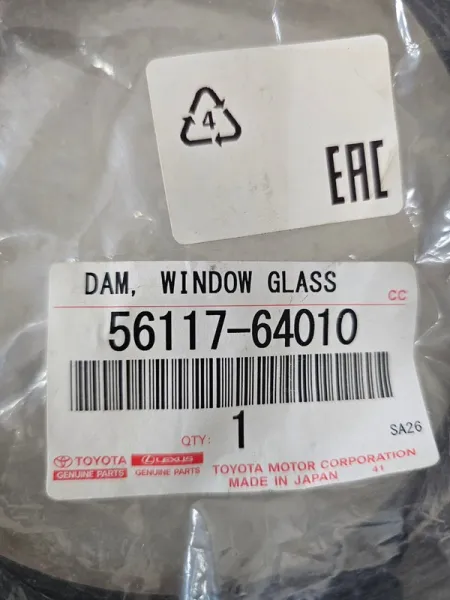 4
EAC
DAM, WINDOW GLASS
CC
56117-64010
QTY: 1
SA26
TOYOTA
GENUINE PARTS
LEXUS
GENUINE PARTS
TOYOTA MOTOR CORPORATION
MADE IN JAPAN 41